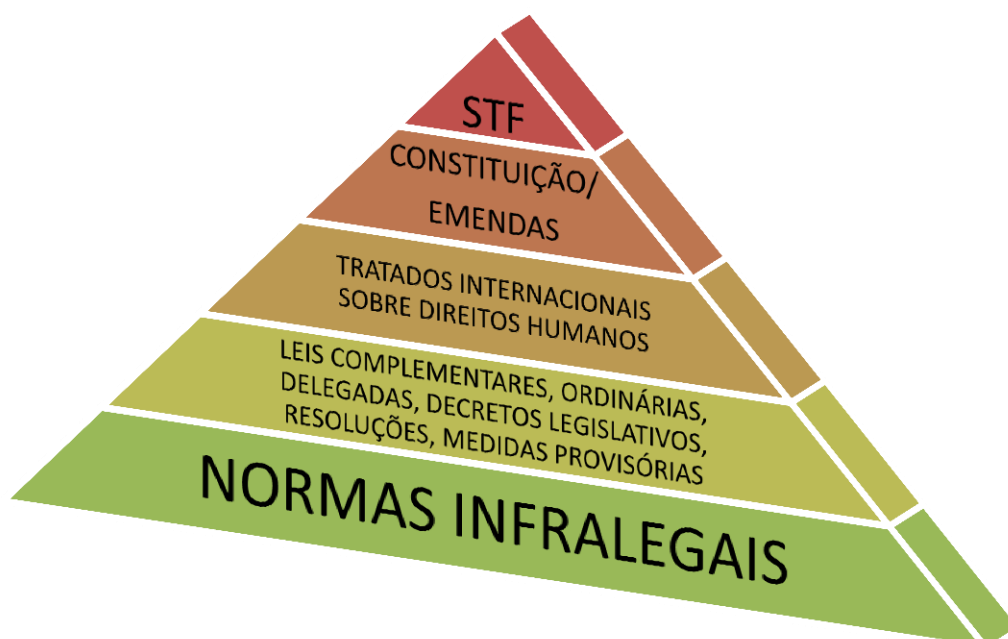 STF
CONSTITUIÇÃO/
EMENDAS
TRATADOS INTERNACIONAIS
SOBRE DIREITOS HUMANOS
LEIS COMPLEMENTARES, ORDINÁRIAS,
DELEGADAS, DECRETOS LEGISLATIVOS,
RESOLUÇÕES, MEDIDAS PROVISÓRIAS
NORMAS INFRALEGAIS